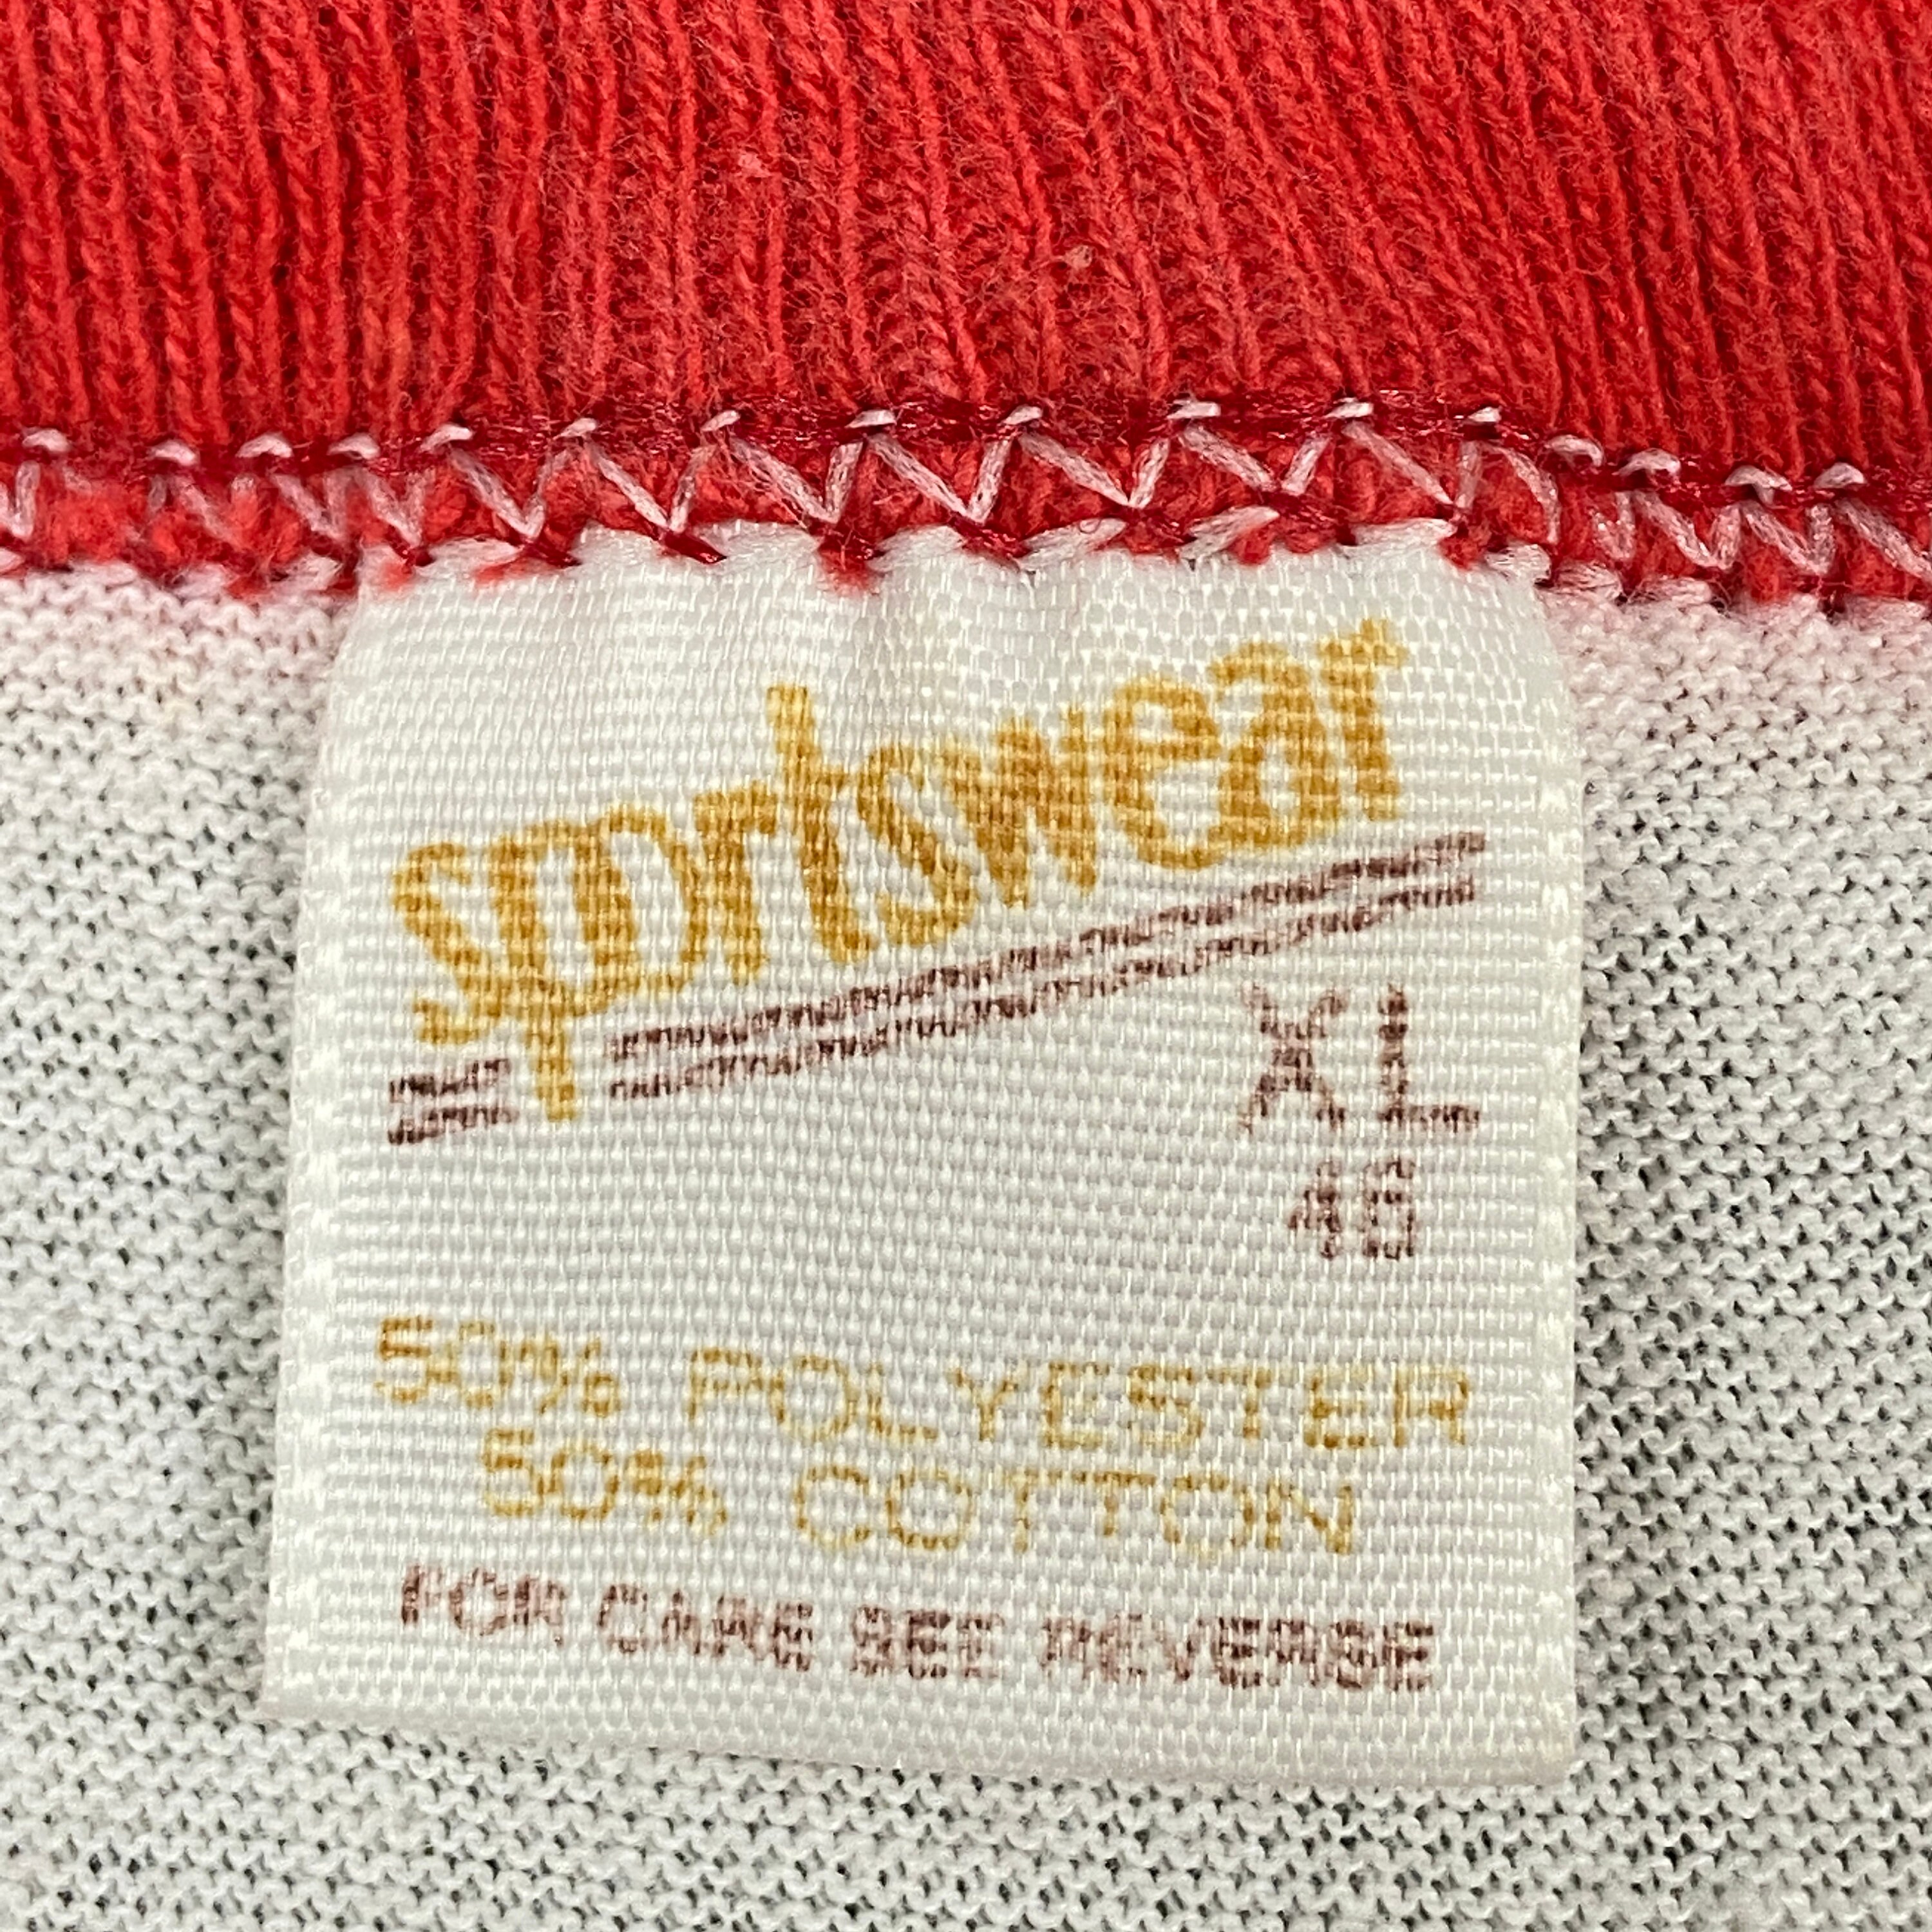 sportswear
XL
46
50% POLYESTER
50% COTTON
FOR CARE SEE REVERSE